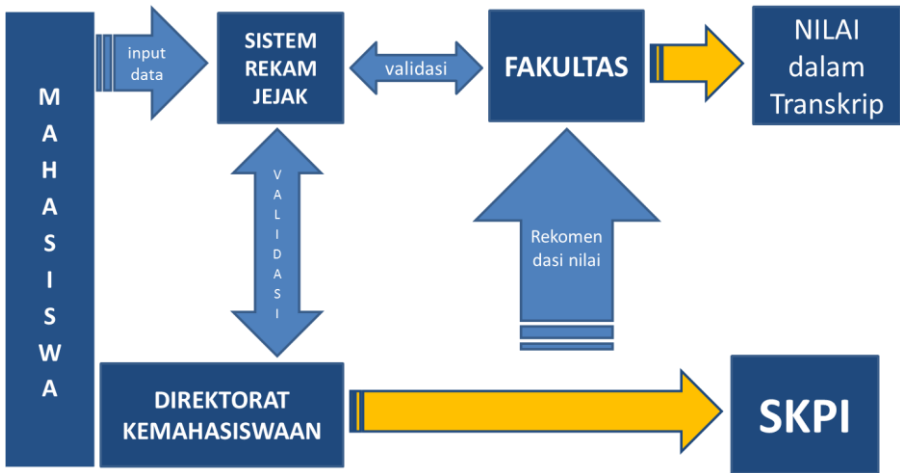 MAHASISWA
input
data
SISTEM
REKAM
JEJAK
validasi
FAKULTAS
NILAI
dalam
Transkrip
VALIDASI
Rekomen
dasi nilai
DIREKTORAT
KEMAHASISWAAN
SKPI